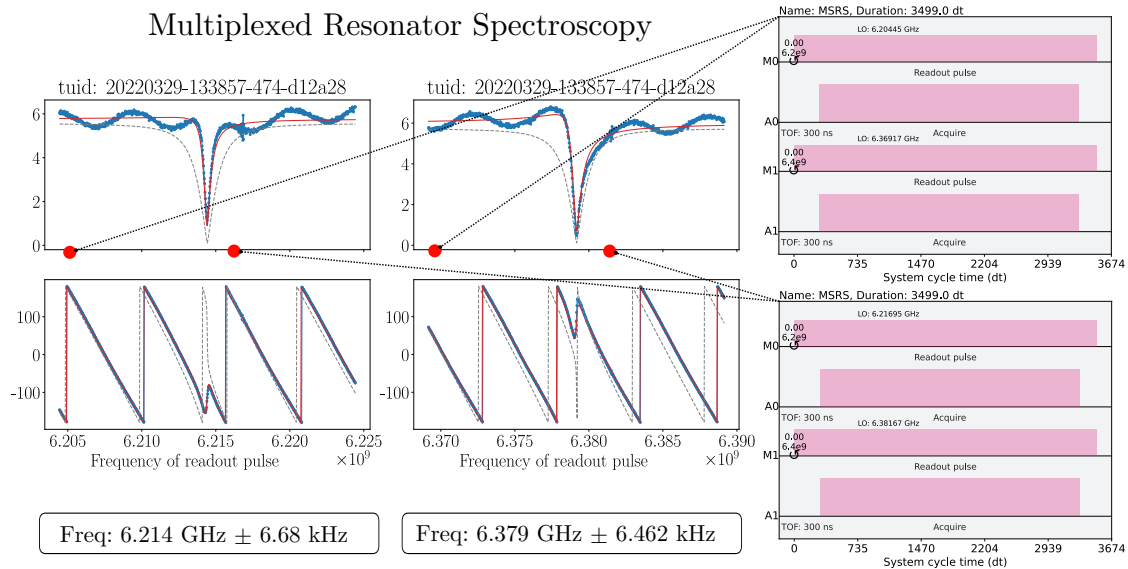 Multiplexed Resonator Spectroscopy
tuid: 20220329-133857-474-d12a28
6
4
2
0
100
0
-100
6.205 6.210 6.215 6.220 6.225
Frequency of readout pulse ×10⁹
Freq: 6.214 GHz ± 6.68 kHz
tuid: 20220329-133857-474-d12a28
6
4
2
0
6.370 6.375 6.380 6.385 6.390
Frequency of readout pulse ×10⁹
Freq: 6.379 GHz ± 6.462 kHz
Name: MSRS, Duration: 3499.0 dt
LO: 6.20445 GHz
0.00
6.2e9
M0
Readout pulse
A0
TOF: 300 ns Acquire
LO: 6.36917 GHz
0.00
6.4e9
M1
Readout pulse
A1
TOF: 300 ns Acquire
0 735 1470 2204 2939 3674
System cycle time (dt)
Name: MSRS, Duration: 3499.0 dt
LO: 6.21695 GHz
0.00
6.2e9
M0
Readout pulse
A0
TOF: 300 ns Acquire
LO: 6.38167 GHz
0.00
6.4e9
M1
Readout pulse
A1
TOF: 300 ns Acquire
0 735 1470 2204 2939 3674
System cycle time (dt)